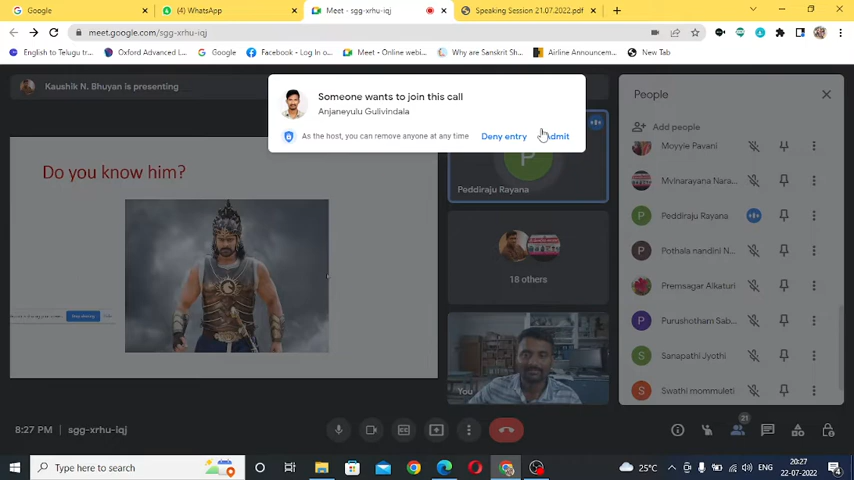 Google
(4) WhatsApp
Meet - sgg-xrhu-iqj
Speaking Session 21.07.2022.pdf
meet.google.com/sgg-xrhu-iqj
English to Telugu tr...
Oxford Advanced L...
Google
Facebook - Log In o...
Meet - Online webi...
Why are Sanskrit Sh...
Airline Announcem...
New Tab
Kaushik N. Bhuyan is presenting
Someone wants to join this call
Anjaneyulu Gulivindala
As the host, you can remove anyone at any time
Deny entry
Admit
Do you know him?
P
Peddiraju Rayana
18 others
You
People
Add people
Moyyie Pavani
Mvlnarayana Nara...
Peddiraju Rayana
Pothala nandini N...
Premsagar Alkaturi
Purushotham Sab...
Sanapathi Jyothi
Swathi mommuleti
8:27 PM
sgg-xrhu-iqj
21
Type here to search
25°C
ENG
20:27
22-07-2022
4